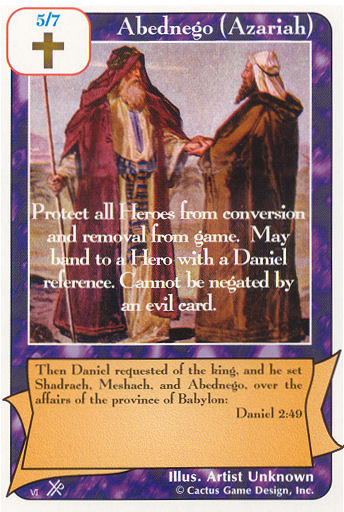 5/7
Abednego (Azariah)
Protect all Heroes from conversion
and removal from game. May
band to a Hero with a Daniel
reference. Cannot be negated by
an evil card.
Then Daniel requested of the king, and he set
Shadrach, Meshach, and Abednego, over the
affairs of the province of Babylon:
Daniel 2:49
Illus. Artist Unknown
VI
© Cactus Game Design, Inc.